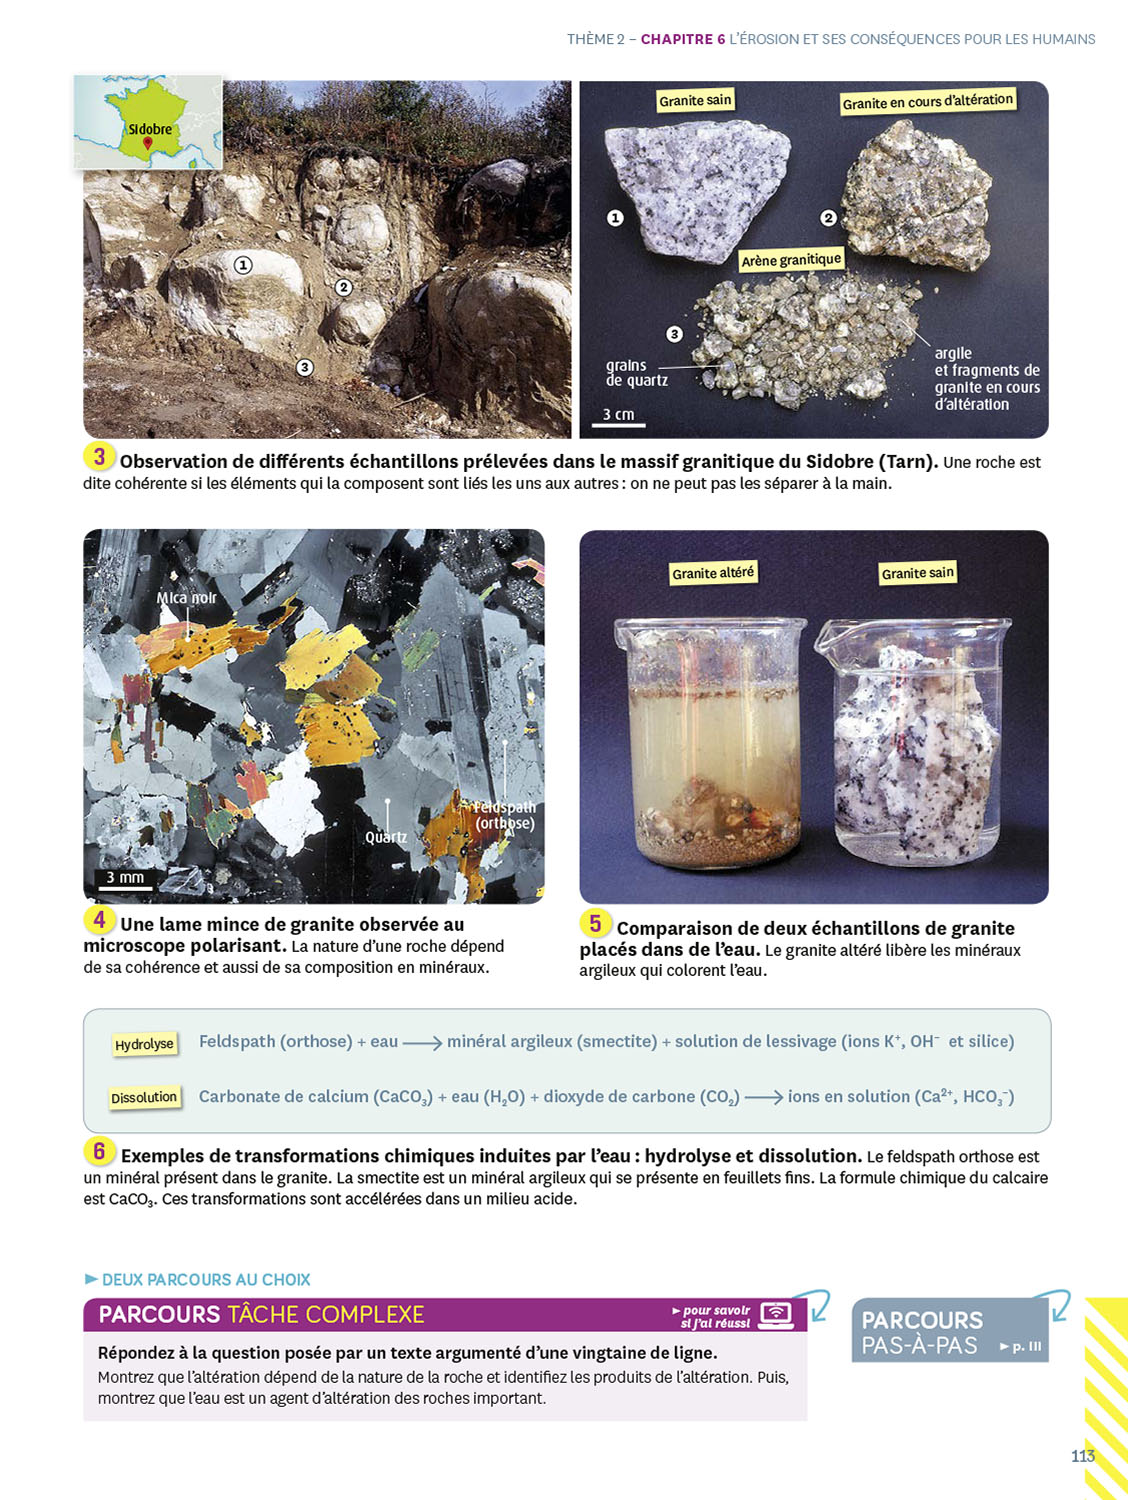 THÈME 2 – CHAPITRE 6 L'ÉROSION ET SES CONSÉQUENCES POUR LES HUMAINS
Sidobre
1
2
3
Granite sain
Granite en cours d'altération
1
2
Arène granitique
3
grains
de quartz
argile
et fragments de
granite en cours
d'altération
3 cm
3 Observation de différents échantillons prélevées dans le massif granitique du Sidobre (Tarn). Une roche est
dite cohérente si les éléments qui la composent sont liés les uns aux autres : on ne peut pas les séparer à la main.
Mica noir
Feldspath
(orthose)
Quartz
3 mm
Granite altéré
Granite sain
4 Une lame mince de granite observée au
microscope polarisant. La nature d'une roche dépend
de sa cohérence et aussi de sa composition en minéraux.
5 Comparaison de deux échantillons de granite
placés dans de l'eau. Le granite altéré libère les minéraux
argileux qui colorent l'eau.
Hydrolyse Feldspath (orthose) + eau ⟶ minéral argileux (smectite) + solution de lessivage (ions K⁺, OH⁻ et silice)
Dissolution Carbonate de calcium (CaCO₃) + eau (H₂O) + dioxyde de carbone (CO₂) ⟶ ions en solution (Ca²⁺, HCO₃⁻)
6 Exemples de transformations chimiques induites par l'eau : hydrolyse et dissolution. Le feldspath orthose est
un minéral présent dans le granite. La smectite est un minéral argileux qui se présente en feuillets fins. La formule chimique du calcaire
est CaCO₃. Ces transformations sont accélérées dans un milieu acide.
► DEUX PARCOURS AU CHOIX
PARCOURS TÂCHE COMPLEXE
► pour savoir
si j'ai réussi
Répondez à la question posée par un texte argumenté d'une vingtaine de ligne.
Montrez que l'altération dépend de la nature de la roche et identifiez les produits de l'altération. Puis,
montrez que l'eau est un agent d'altération des roches important.
PARCOURS
PAS-À-PAS ► p. III
113